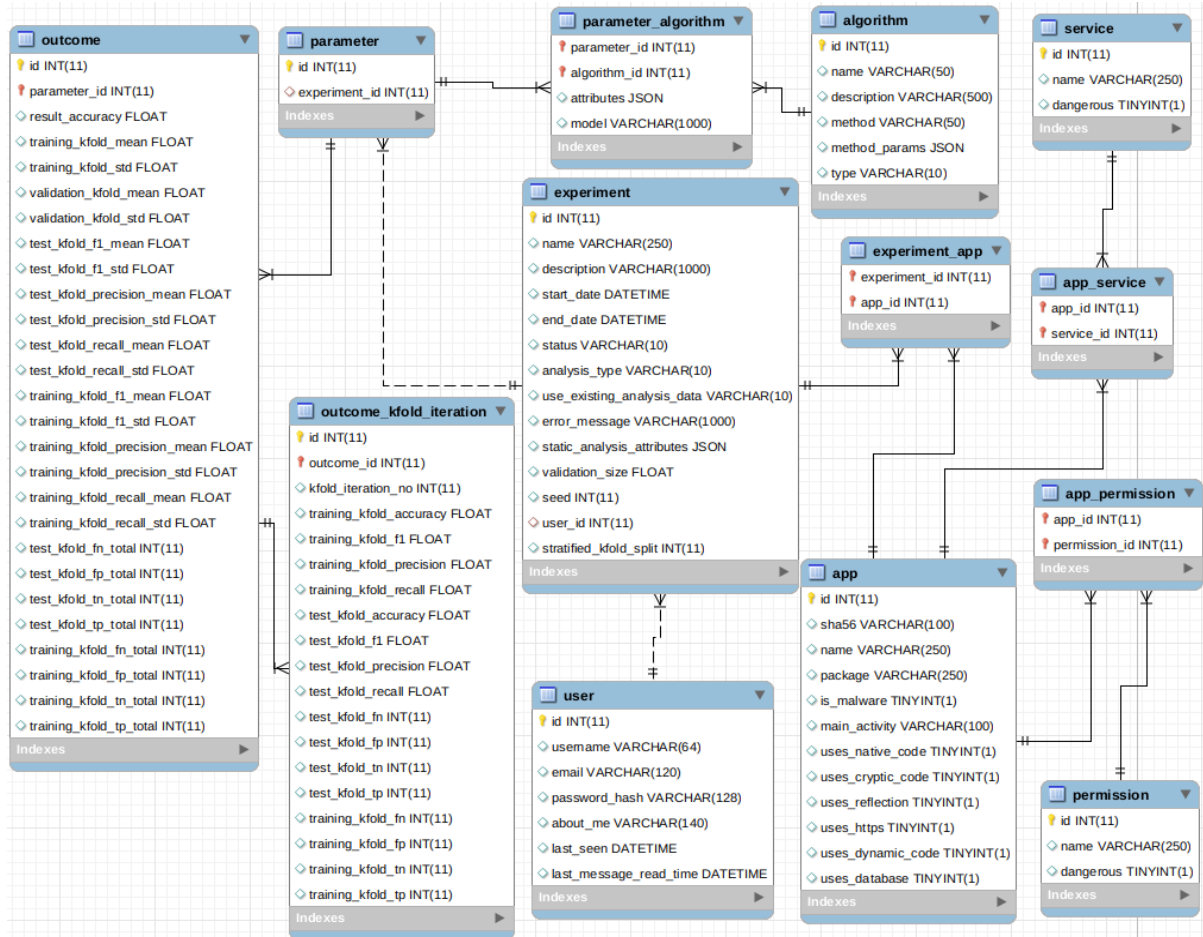 outcome
id INT(11)
parameter_id INT(11)
result_accuracy FLOAT
training_kfold_mean FLOAT
training_kfold_std FLOAT
validation_kfold_mean FLOAT
validation_kfold_std FLOAT
test_kfold_f1_mean FLOAT
test_kfold_f1_std FLOAT
test_kfold_precision_mean FLOAT
test_kfold_precision_std FLOAT
test_kfold_recall_mean FLOAT
test_kfold_recall_std FLOAT
training_kfold_f1_mean FLOAT
training_kfold_f1_std FLOAT
training_kfold_precision_mean FLOAT
training_kfold_precision_std FLOAT
training_kfold_recall_mean FLOAT
training_kfold_recall_std FLOAT
test_kfold_fn_total INT(11)
test_kfold_fp_total INT(11)
test_kfold_tn_total INT(11)
test_kfold_tp_total INT(11)
training_kfold_fn_total INT(11)
training_kfold_fp_total INT(11)
training_kfold_tn_total INT(11)
training_kfold_tp_total INT(11)
Indexes
parameter
id INT(11)
experiment_id INT(11)
Indexes
parameter_algorithm
parameter_id INT(11)
algorithm_id INT(11)
attributes JSON
model VARCHAR(1000)
Indexes
algorithm
id INT(11)
name VARCHAR(50)
description VARCHAR(500)
method VARCHAR(50)
method_params JSON
type VARCHAR(10)
Indexes
service
id INT(11)
name VARCHAR(250)
dangerous TINYINT(1)
Indexes
experiment
id INT(11)
name VARCHAR(250)
description VARCHAR(1000)
start_date DATETIME
end_date DATETIME
status VARCHAR(10)
analysis_type VARCHAR(10)
use_existing_analysis_data VARCHAR(10)
error_message VARCHAR(1000)
static_analysis_attributes JSON
validation_size FLOAT
seed INT(11)
user_id INT(11)
stratified_kfold_split INT(11)
Indexes
experiment_app
experiment_id INT(11)
app_id INT(11)
Indexes
app_service
app_id INT(11)
service_id INT(11)
Indexes
outcome_kfold_iteration
id INT(11)
outcome_id INT(11)
kfold_iteration_no INT(11)
training_kfold_accuracy FLOAT
training_kfold_f1 FLOAT
training_kfold_precision FLOAT
training_kfold_recall FLOAT
test_kfold_accuracy FLOAT
test_kfold_f1 FLOAT
test_kfold_precision FLOAT
test_kfold_recall FLOAT
test_kfold_fn INT(11)
test_kfold_fp INT(11)
test_kfold_tn INT(11)
test_kfold_tp INT(11)
training_kfold_fn INT(11)
training_kfold_fp INT(11)
training_kfold_tn INT(11)
training_kfold_tp INT(11)
Indexes
app_permission
app_id INT(11)
permission_id INT(11)
Indexes
app
id INT(11)
sha56 VARCHAR(100)
name VARCHAR(250)
package VARCHAR(250)
is_malware TINYINT(1)
main_activity VARCHAR(100)
uses_native_code TINYINT(1)
uses_cryptic_code TINYINT(1)
uses_reflection TINYINT(1)
uses_https TINYINT(1)
uses_dynamic_code TINYINT(1)
uses_database TINYINT(1)
Indexes
user
id INT(11)
username VARCHAR(64)
email VARCHAR(120)
password_hash VARCHAR(128)
about_me VARCHAR(140)
last_seen DATETIME
last_message_read_time DATETIME
Indexes
permission
id INT(11)
name VARCHAR(250)
dangerous TINYINT(1)
Indexes